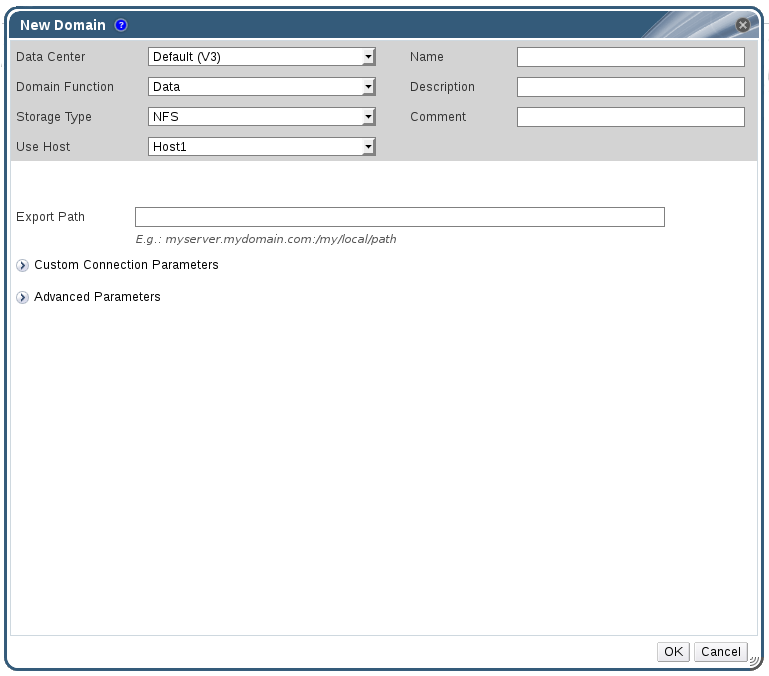 New Domain ?
Data Center Default (V3) Name
Domain Function Data Description
Storage Type NFS Comment
Use Host Host1
Export Path
E.g.: myserver.mydomain.com:/my/local/path
Custom Connection Parameters
Advanced Parameters
OK Cancel